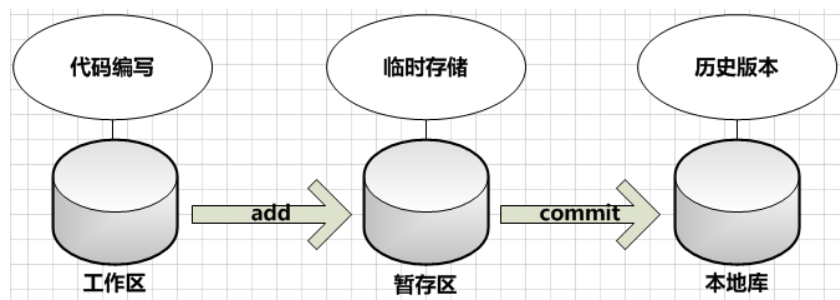 代码编写
临时存储
历史版本
add
commit
工作区
暂存区
本地库